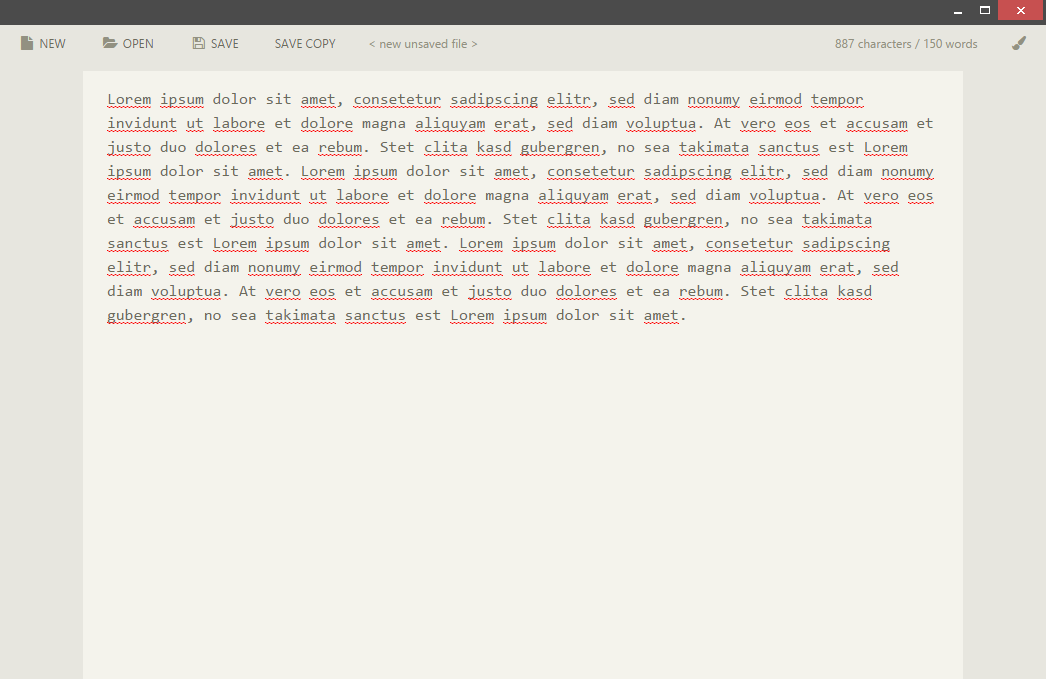 NEW OPEN SAVE SAVE COPY < new unsaved file > 887 characters / 150 words
Lorem ipsum dolor sit amet, consetetur sadipscing elitr, sed diam nonumy eirmod tempor
invidunt ut labore et dolore magna aliquyam erat, sed diam voluptua. At vero eos et accusam et
justo duo dolores et ea rebum. Stet clita kasd gubergren, no sea takimata sanctus est Lorem
ipsum dolor sit amet. Lorem ipsum dolor sit amet, consetetur sadipscing elitr, sed diam nonumy
eirmod tempor invidunt ut labore et dolore magna aliquyam erat, sed diam voluptua. At vero eos
et accusam et justo duo dolores et ea rebum. Stet clita kasd gubergren, no sea takimata
sanctus est Lorem ipsum dolor sit amet. Lorem ipsum dolor sit amet, consetetur sadipscing
elitr, sed diam nonumy eirmod tempor invidunt ut labore et dolore magna aliquyam erat, sed
diam voluptua. At vero eos et accusam et justo duo dolores et ea rebum. Stet clita kasd
gubergren, no sea takimata sanctus est Lorem ipsum dolor sit amet.